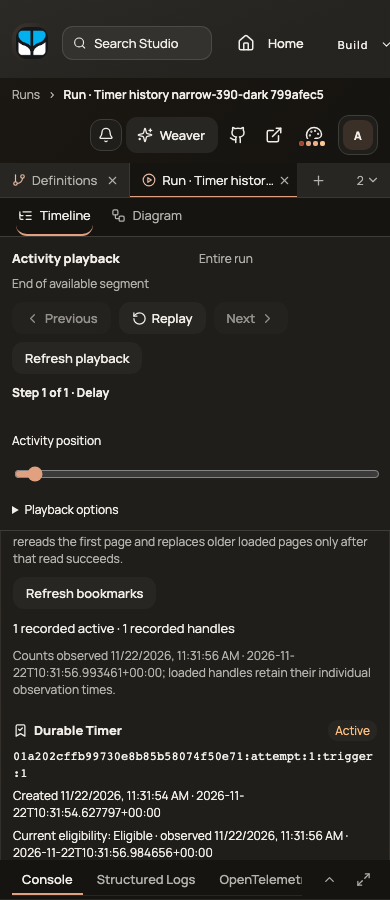 Search Studio
Home
Build
Runs › Run · Timer history narrow-390-dark 799afec5
Weaver
A
Definitions
Run · Timer histor...
2
Timeline
Diagram
Activity playback
Entire run
End of available segment
Previous
Replay
Next
Refresh playback
Step 1 of 1 · Delay
Activity position
Playback options
rereads the first page and replaces older loaded pages only after
that read succeeds.
Refresh bookmarks
1 recorded active · 1 recorded handles
Counts observed 11/22/2026, 11:31:56 AM · 2026-11-
22T10:31:56.993461+00:00; loaded handles retain their individual
observation times.
Durable Timer
Active
01a202cffb99730e8b85b58074f50e71:attempt:1:trigger
:1
Created 11/22/2026, 11:31:54 AM · 2026-11-
22T10:31:54.627797+00:00
Current eligibility: Eligible · observed 11/22/2026, 11:31:56 AM ·
2026-11-22T10:31:56.984656+00:00
Console
Structured Logs
OpenTelemet